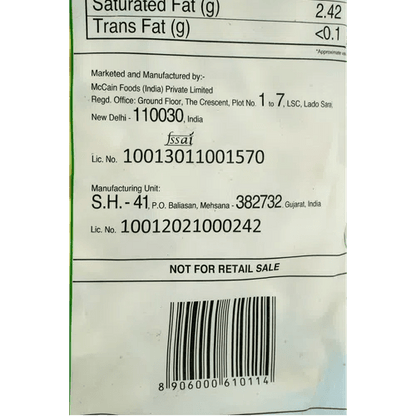 Saturated Fat (g) 2.42
Trans Fat (g) <0.1
*Approximate
Marketed and Manufactured by:-
McCain Foods (India) Private Limited
Regd. Office: Ground Floor, The Crescent, Plot No. 1 to 7, LSC, Lado Sarai
New Delhi - 110030, India
fssai
Lic. No. 10013011001570
Manufacturing Unit:
S.H. - 41, P.O. Baliasan, Mehsana - 382732, Gujarat, India
Lic. No. 10012021000242
NOT FOR RETAIL SALE
8 906000 610114